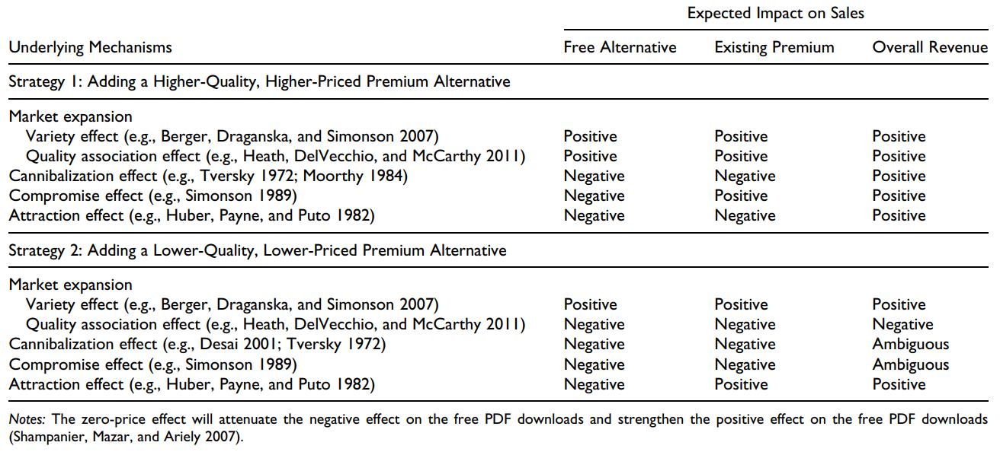 Expected Impact on Sales
Underlying Mechanisms Free Alternative Existing Premium Overall Revenue
Strategy 1: Adding a Higher-Quality, Higher-Priced Premium Alternative
Market expansion
Variety effect (e.g., Berger, Draganska, and Simonson 2007) Positive Positive Positive
Quality association effect (e.g., Heath, DelVecchio, and McCarthy 2011) Positive Positive Positive
Cannibalization effect (e.g., Tversky 1972; Moorthy 1984) Negative Negative Positive
Compromise effect (e.g., Simonson 1989) Negative Positive Positive
Attraction effect (e.g., Huber, Payne, and Puto 1982) Negative Negative Positive
Strategy 2: Adding a Lower-Quality, Lower-Priced Premium Alternative
Market expansion
Variety effect (e.g., Berger, Draganska, and Simonson 2007) Positive Positive Positive
Quality association effect (e.g., Heath, DelVecchio, and McCarthy 2011) Negative Negative Negative
Cannibalization effect (e.g., Desai 2001; Tversky 1972) Negative Negative Ambiguous
Compromise effect (e.g., Simonson 1989) Negative Negative Ambiguous
Attraction effect (e.g., Huber, Payne, and Puto 1982) Negative Positive Positive
Notes: The zero-price effect will attenuate the negative effect on the free PDF downloads and strengthen the positive effect on the free PDF downloads
(Shampanier, Mazar, and Ariely 2007).